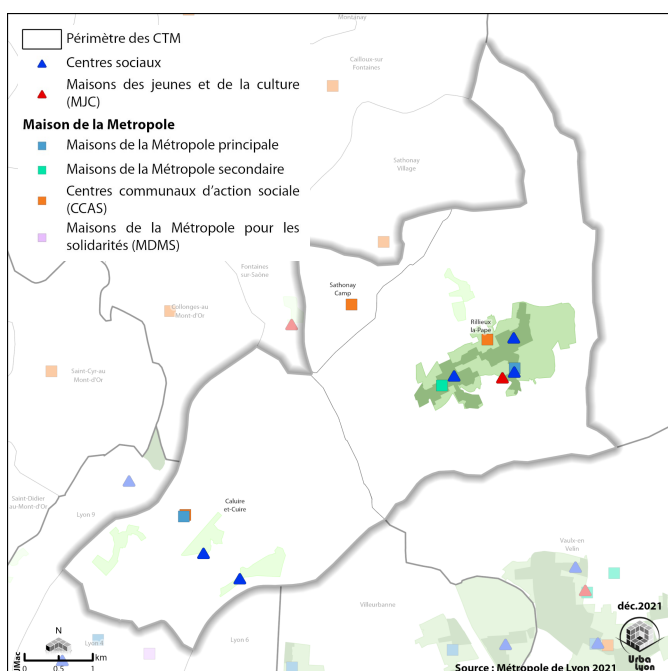 Montanay
Périmètre des CTM
Centres sociaux
Cailloux-sur
Fontaines
Maisons des jeunes et de la culture
(MJC)
Maison de la Metropole
Maisons de la Métropole principale
Maisons de la Métropole secondaire
Sathonay
Village
Centres communaux d'action sociale
(CCAS)
Maisons de la Métropole pour les
solidarités (MDMS)
Fontaines
sur-Saône
Sathonay
Camp
Collonges-au
Mont-d'Or
Rillieux
la-Pape
Saint-Cyr-au
Mont-d'Or
Saint-Didier
au-Mont-d'Or
Lyon 9
Caluire
et-Cuire
Vaulx-en
Velin
Villeurbanne
déc.2021
Lyon 4
Lyon 6
N
UMac
0 0.5 1
km
Source : Métropole de Lyon 2021
Urba
Lyon